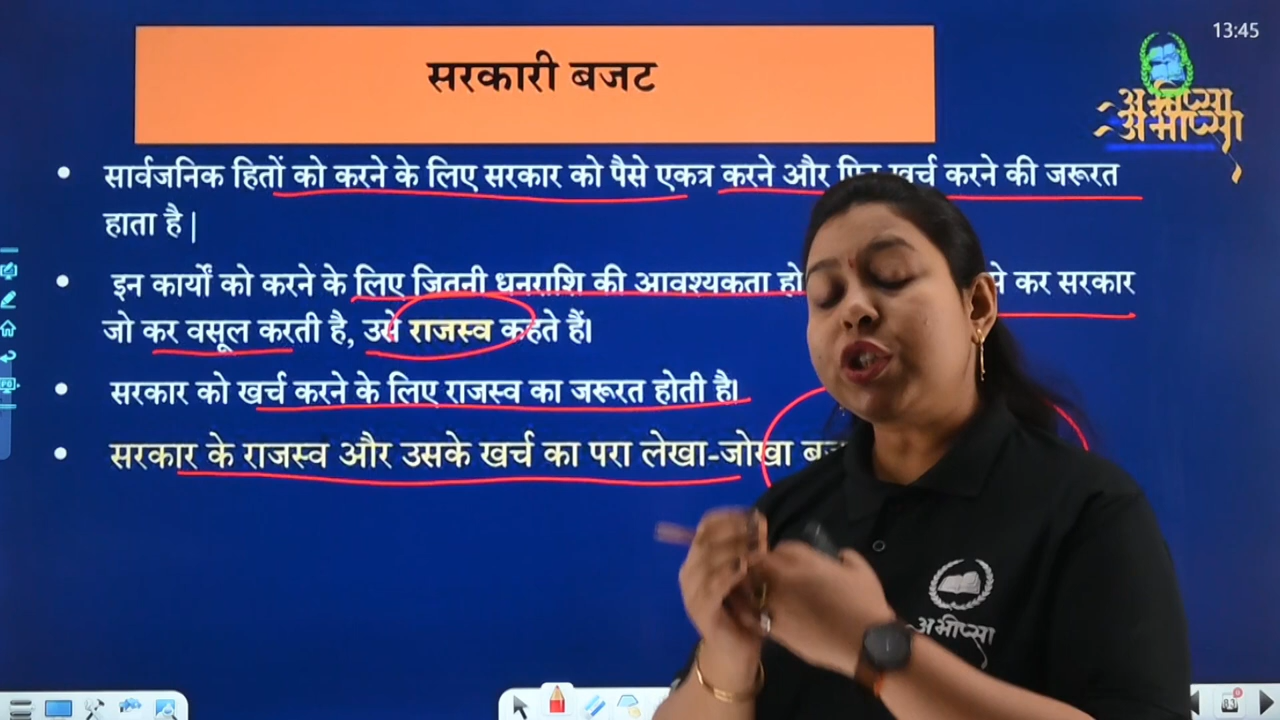 13:45
सरकारी बजट
अभीप्सा
सार्वजनिक हितों को करने के लिए सरकार को पैसे एकत्र करने और फिर खर्च करने की जरूरत
हाता है |
इन कार्यों को करने के लिए जितनी धनराशि की आवश्यकता कर सरकार
जो कर वसूल करती है, उसे राजस्व कहते हैं।
सरकार को खर्च करने के लिए राजस्व का जरूरत होती है।
सरकार के राजस्व और उसके खर्च का परा लेखा-जोखा
अभीप्सा